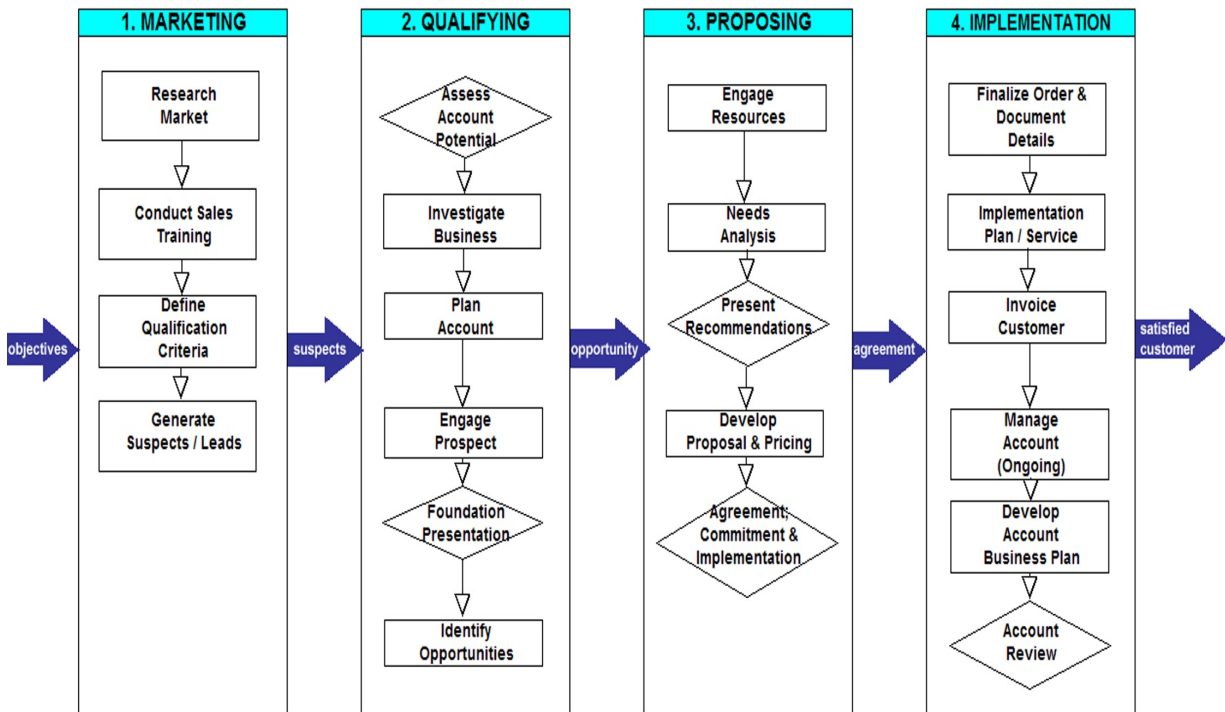 1. MARKETING
Research
Market
Conduct Sales
Training
Define
Qualification
Criteria
Generate
Suspects / Leads
2. QUALIFYING
Assess
Account
Potential
Investigate
Business
Plan
Account
Engage
Prospect
Foundation
Presentation
Identify
Opportunities
3. PROPOSING
Engage
Resources
Needs
Analysis
Present
Recommendations
Develop
Proposal & Pricing
Agreement;
Commitment &
Implementation
4. IMPLEMENTATION
Finalize Order &
Document
Details
Implementation
Plan / Service
Invoice
Customer
Manage
Account
(Ongoing)
Develop
Account
Business Plan
Account
Review
objectives
suspects
opportunity
agreement
satisfied
customer